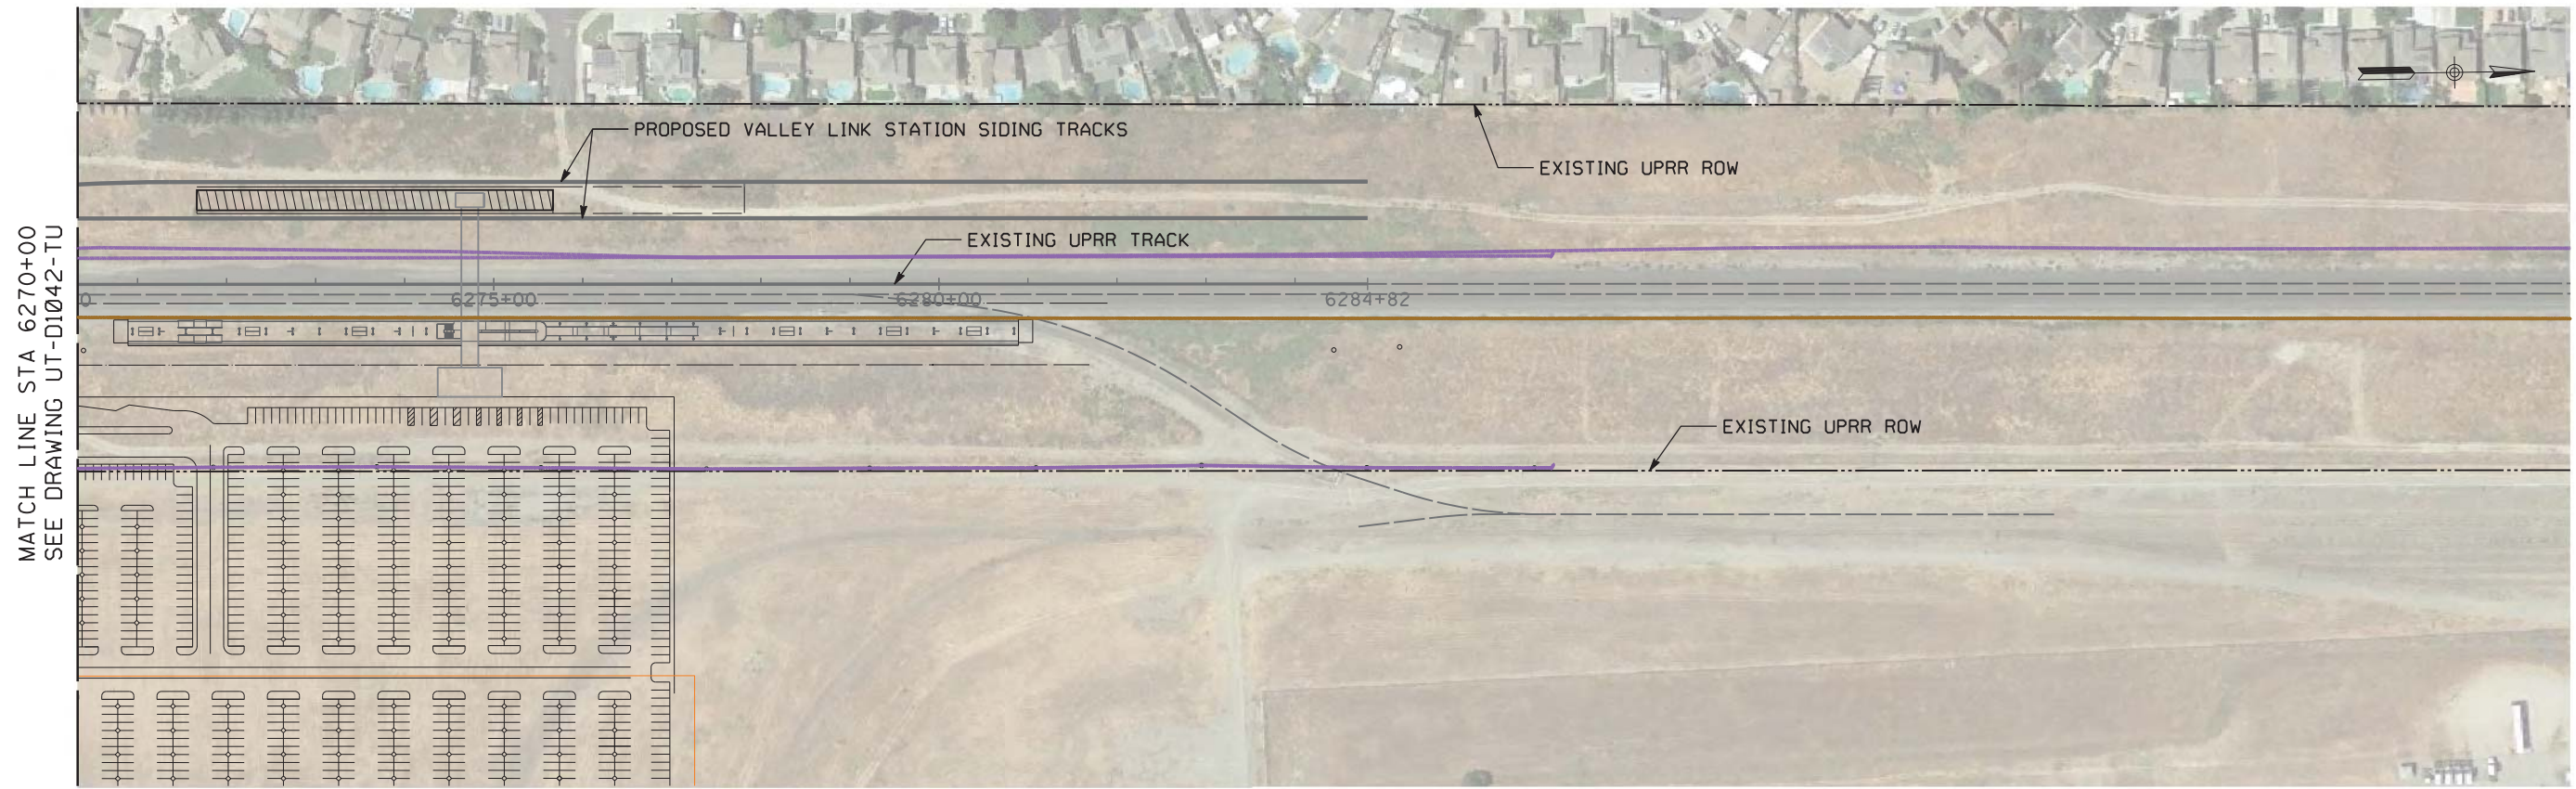 MATCH LINE STA 6270+00
SEE DRAWING UT-D1042-TU
PROPOSED VALLEY LINK STATION SIDING TRACKS
EXISTING UPRR ROW
EXISTING UPRR TRACK
0
6275+00
6280+00
6284+82
EXISTING UPRR ROW